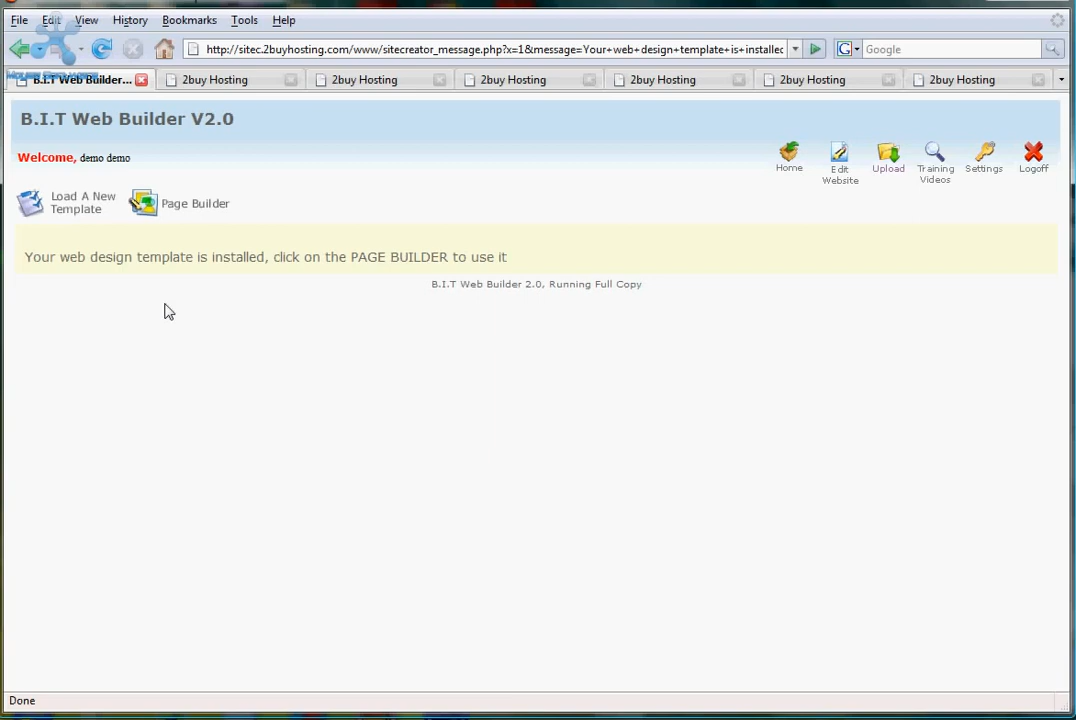 File Edit View History Bookmarks Tools Help
http://sitec.2buyhosting.com/www/sitecreator_message.php?x=1&message=Your+web+design+template+is+installec
G Google
B.I.T Web Builder... 2buy Hosting 2buy Hosting 2buy Hosting 2buy Hosting 2buy Hosting 2buy Hosting
B.I.T Web Builder V2.0
Welcome, demo demo
Home
Edit
Website
Upload
Training
Videos
Settings
Logoff
Load A New
Template
Page Builder
Your web design template is installed, click on the PAGE BUILDER to use it
B.I.T Web Builder 2.0, Running Full Copy
Done